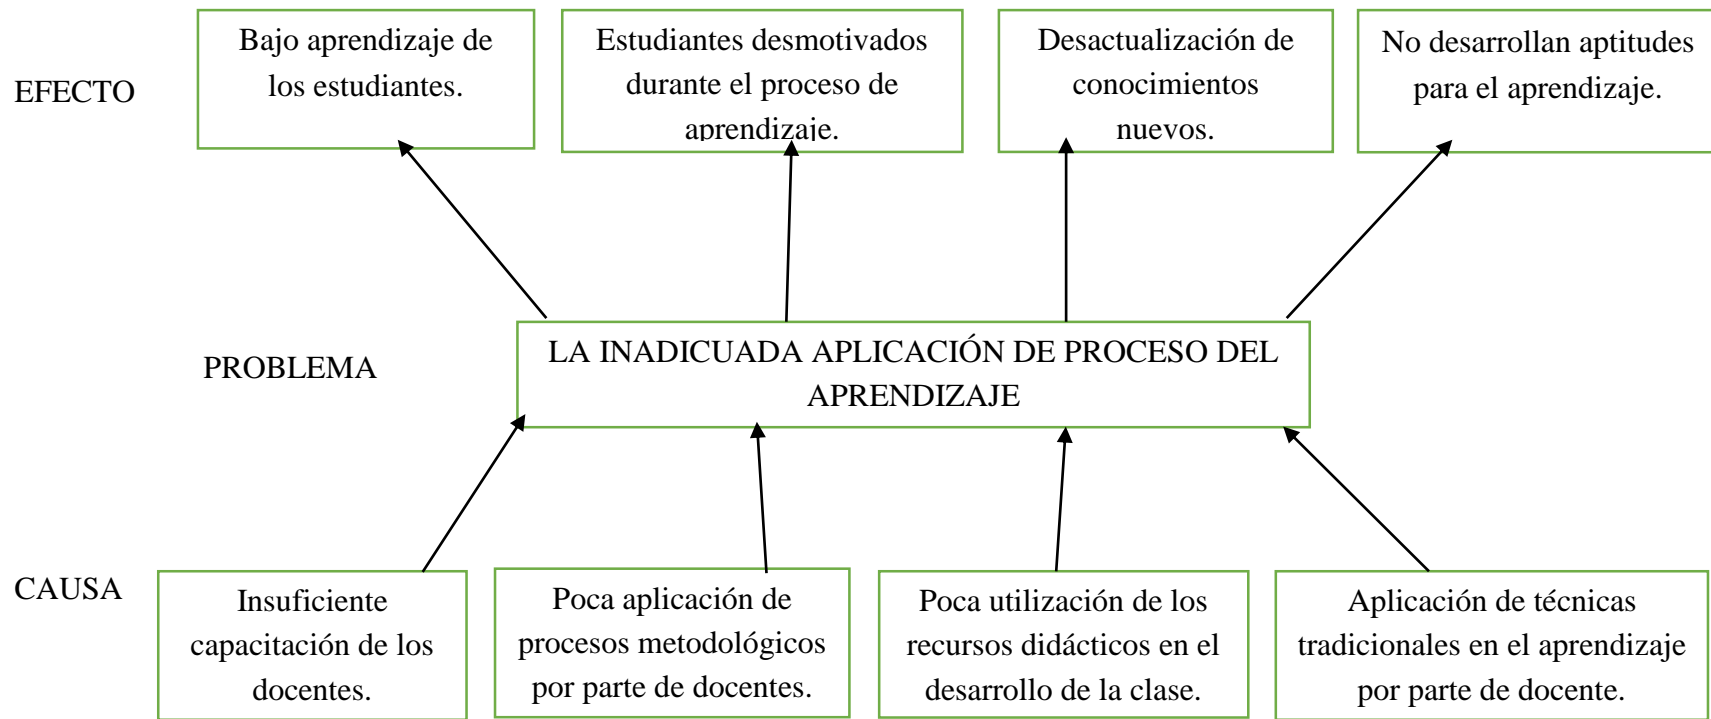 EFECTO
Bajo aprendizaje de
los estudiantes.
Estudiantes desmotivados
durante el proceso de
aprendizaje.
Desactualización de
conocimientos
nuevos.
No desarrollan aptitudes
para el aprendizaje.
PROBLEMA
LA INADICUADA APLICACIÓN DE PROCESO DEL
APRENDIZAJE
CAUSA
Insuficiente
capacitación de los
docentes.
Poca aplicación de
procesos metodológicos
por parte de docentes.
Poca utilización de los
recursos didácticos en el
desarrollo de la clase.
Aplicación de técnicas
tradicionales en el aprendizaje
por parte de docente.